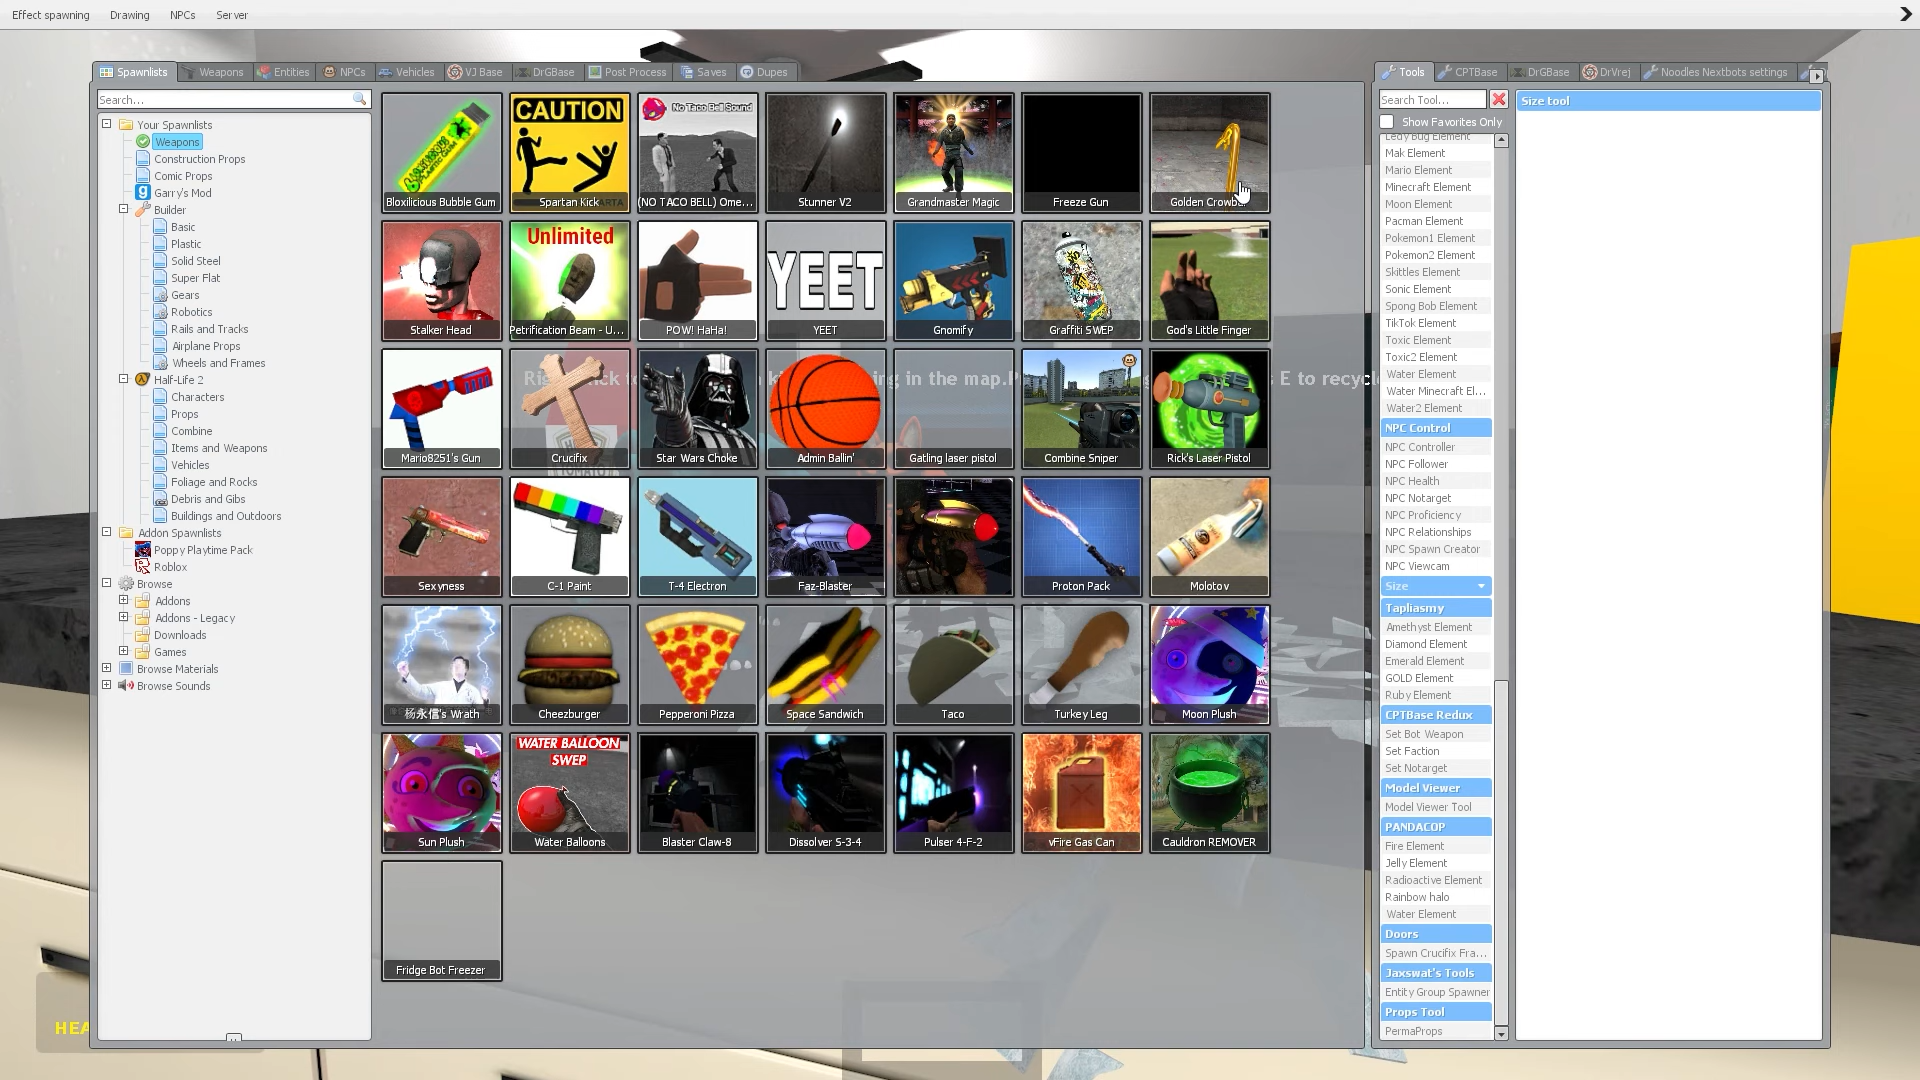 Effect spawning Drawing NPCs Server
Spawnlists Weapons Entities NPCs Vehicles VJ Base DrGBase Post Process Saves Dupes
Search...
Your Spawnlists
Weapons
Construction Props
Comic Props
Garry's Mod
Builder
Basic
Plastic
Solid Steel
Super Flat
Gears
Robotics
Rails and Tracks
Airplane Props
Wheels and Frames
Half-Life 2
Characters
Props
Combine
Items and Weapons
Vehicles
Foliage and Rocks
Debris and Gibs
Buildings and Outdoors
Addon Spawnlists
Poppy Playtime Pack
Roblox
Browse
Addons
Addons - Legacy
Downloads
Games
Browse Materials
Browse Sounds
HEA
CAUTION
No Taco Bell Sound
Bloxilicious Bubble Gum Spartan Kick (NO TACO BELL) Ome... Stunner V2 Grandmaster Magic Freeze Gun Golden Crowb
Unlimited
YEET
Stalker Head Petrification Beam - U... POW! HaHa! YEET Gnomify Graffiti SWEP God's Little Finger
in the map.
E to recycl
Mario8251's Gun Crucifix Star Wars Choke Admin Ballin' Gatling laser pistol Combine Sniper Rick's Laser Pistol
Sexyness C-1 Paint T-4 Electron Faz-Blaster Proton Pack Molotov
杨永信's Wrath Cheezburger Pepperoni Pizza Space Sandwich Taco Turkey Leg Moon Plush
WATER BALLOON
SWEP
Sun Plush Water Balloons Blaster Claw-8 Dissolver 5-3-4 Pulser 4-F-2 vFire Gas Can Cauldron REMOVER
Fridge Bot Freezer
Tools CPTBase DrGBase DrVrej Noodles Nextbots settings
Search Tool...
Show Favorites Only
Ledy Bug Element
Mak Element
Mario Element
Minecraft Element
Moon Element
Pacman Element
Pokemon1 Element
Pokemon2 Element
Skittles Element
Sonic Element
Spong Bob Element
TikTok Element
Toxic Element
Toxic2 Element
Water Element
Water Minecraft El...
Water2 Element
NPC Control
NPC Controller
NPC Follower
NPC Health
NPC Notarget
NPC Proficiency
NPC Relationships
NPC Spawn Creator
NPC Viewcam
Size
Tapliasmy
Amethyst Element
Diamond Element
Emerald Element
GOLD Element
Ruby Element
CPTBase Redux
Set Bot Weapon
Set Faction
Set Notarget
Model Viewer
Model Viewer Tool
PANDACOP
Fire Element
Jelly Element
Radioactive Element
Rainbow halo
Water Element
Doors
Spawn Crucifix Fra...
Jaxswat's Tools
Entity Group Spawner
Props Tool
PermaProps
Size tool